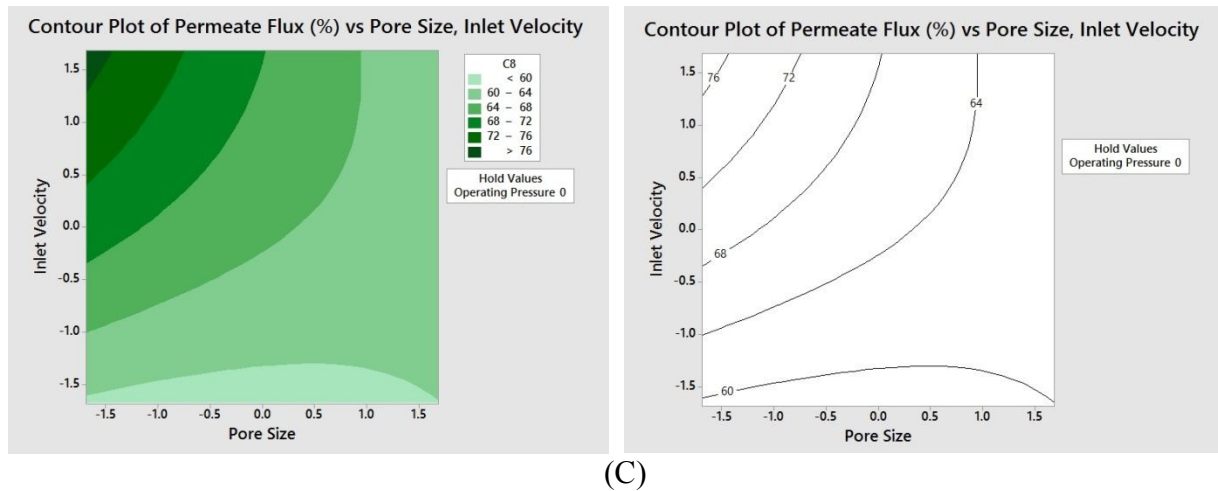 Contour Plot of Permeate Flux (%) vs Pore Size, Inlet Velocity
C8
< 60
60 – 64
64 – 68
68 – 72
72 – 76
> 76
Hold Values
Operating Pressure 0
Inlet Velocity
1.5
1.0
0.5
0.0
-0.5
-1.0
-1.5
-1.5 -1.0 -0.5 0.0 0.5 1.0 1.5
Pore Size
Contour Plot of Permeate Flux (%) vs Pore Size, Inlet Velocity
76
72
64
68
60
Hold Values
Operating Pressure 0
Inlet Velocity
1.5
1.0
0.5
0.0
-0.5
-1.0
-1.5
-1.5 -1.0 -0.5 0.0 0.5 1.0 1.5
Pore Size
(C)